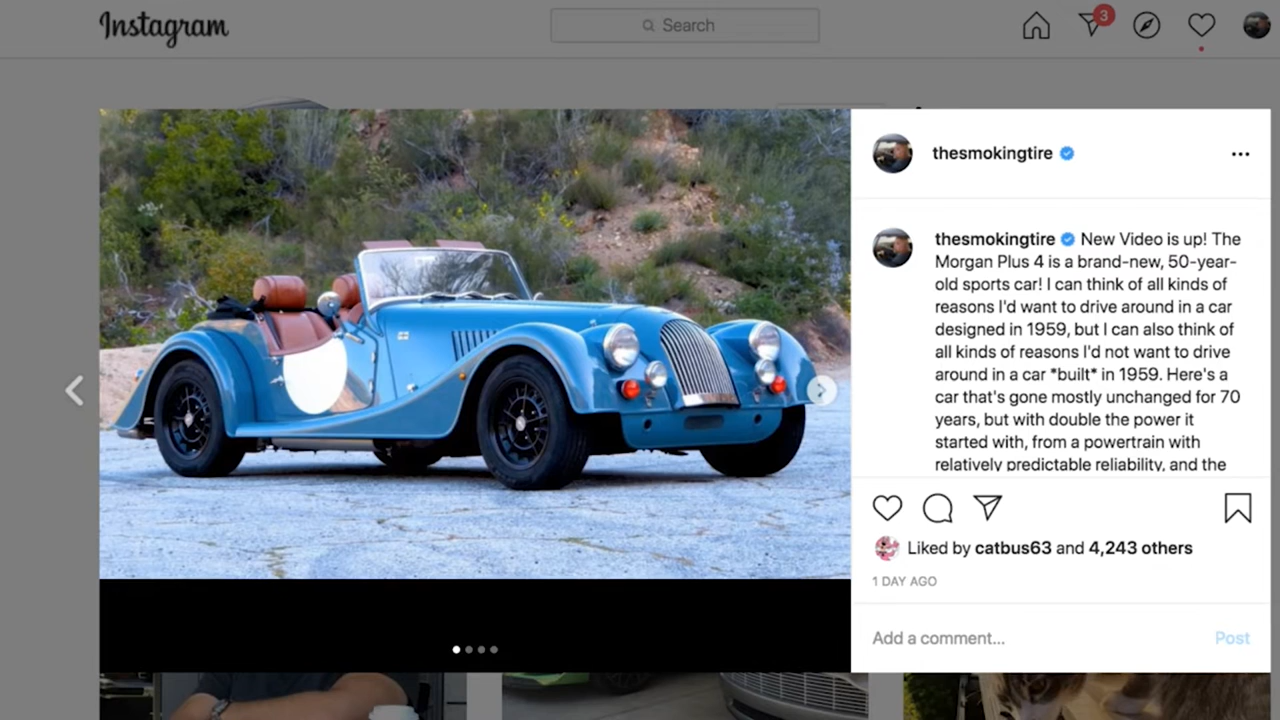 Instagram
Search
3
thesmokingtire
...
thesmokingtire New Video is up! The
Morgan Plus 4 is a brand-new, 50-year-
old sports car! I can think of all kinds of
reasons I'd want to drive around in a car
designed in 1959, but I can also think of
all kinds of reasons I'd not want to drive
around in a car *built* in 1959. Here's a
car that's gone mostly unchanged for 70
years, but with double the power it
started with, from a powertrain with
relatively predictable reliability, and the
Liked by catbus63 and 4,243 others
1 DAY AGO
Add a comment...
Post